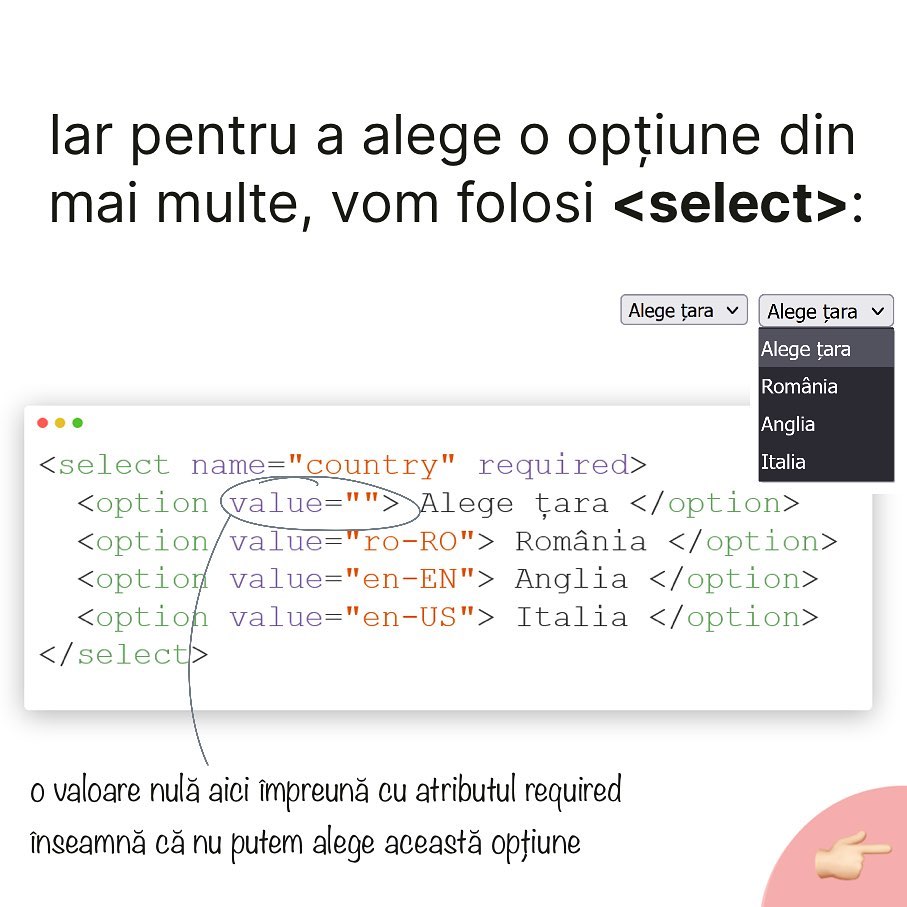 Iar pentru a alege o opțiune din
mai multe, vom folosi <select>:
Alege țara
Alege țara
Alege țara
România
Anglia
Italia
<select name="country" required>
<option value=""> Alege țara </option>
<option value="ro-RO"> România </option>
<option value="en-EN"> Anglia </option>
<option value="en-US"> Italia </option>
</select>
o valoare nulă aici împreună cu atributul required
înseamnă că nu putem alege această opțiune